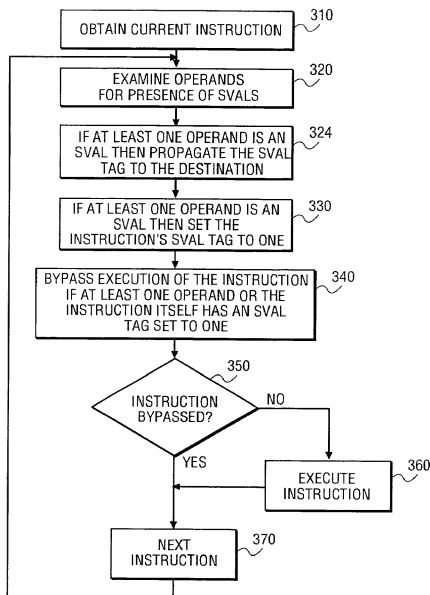 310
OBTAIN CURRENT INSTRUCTION
320
EXAMINE OPERANDS
FOR PRESENCE OF SVALS
324
IF AT LEAST ONE OPERAND IS AN
SVAL THEN PROPAGATE THE SVAL
TAG TO THE DESTINATION
330
IF AT LEAST ONE OPERAND IS AN
SVAL THEN SET THE
INSTRUCTION'S SVAL TAG TO ONE
340
BYPASS EXECUTION OF THE INSTRUCTION
IF AT LEAST ONE OPERAND OR THE
INSTRUCTION ITSELF HAS AN SVAL
TAG SET TO ONE
350
INSTRUCTION
BYPASSED?
NO
YES
360
EXECUTE
INSTRUCTION
370
NEXT
INSTRUCTION